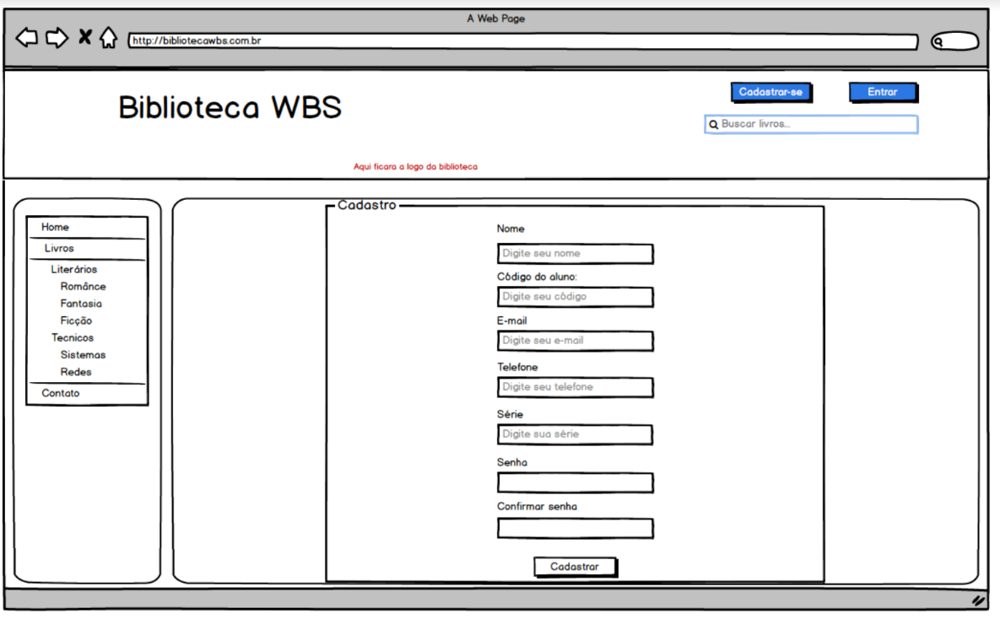 A Web Page
http://bibliotecawbs.com.br
Biblioteca WBS
Cadastrar-se
Entrar
Buscar livros...
Aqui ficara a logo da biblioteca
Home
Livros
Literários
Românce
Fantasia
Ficção
Tecnicos
Sistemas
Redes
Contato
Cadastro
Nome
Digite seu nome
Código do aluno:
Digite seu código
E-mail
Digite seu e-mail
Telefone
Digite seu telefone
Série
Digite sua série
Senha
Confirmar senha
Cadastrar